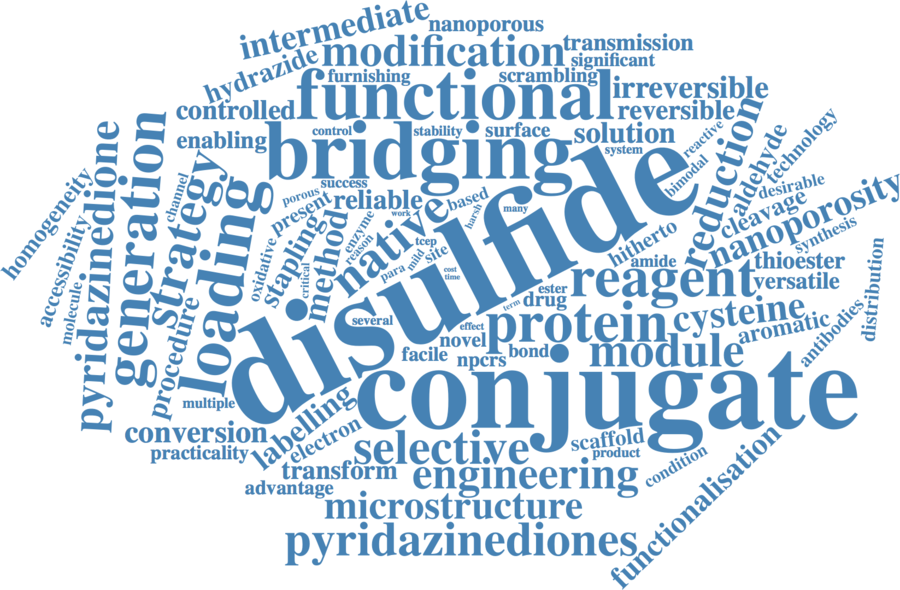 intermediate
nanoporous
hydrazide
modification
transmission
significant
furnishing
scrambling
controlled
functional
irreversible
reversible
enabling
bridging
control
stability
surface
solution
system
reactive
bimodal
reduction
aldehyde
technology
desirable
cleavage
nanoporosity
synthesis
homogeneity
accessibility
molecule
pyridazinedione
generation
strategy
channel
procedure
loading
porous
success
present
reliable
work
oxidative
stapling
critical
method
enzyme
reason
native
based
harsh
many
para
mild
tcep
site
cost
time
disulfide
hitherto
amide
thioester
versatile
reagent
ester
drug
term
protein
cysteine
aromatic
antibodies
distribution
several
effect
novel
facile
npcrs
bond
module
conjugate
multiple
conversion
practicality
labelling
electron
selective
scaffold
product
condition
transform
advantage
engineering
microstructure
functionalisation
pyridazinediones